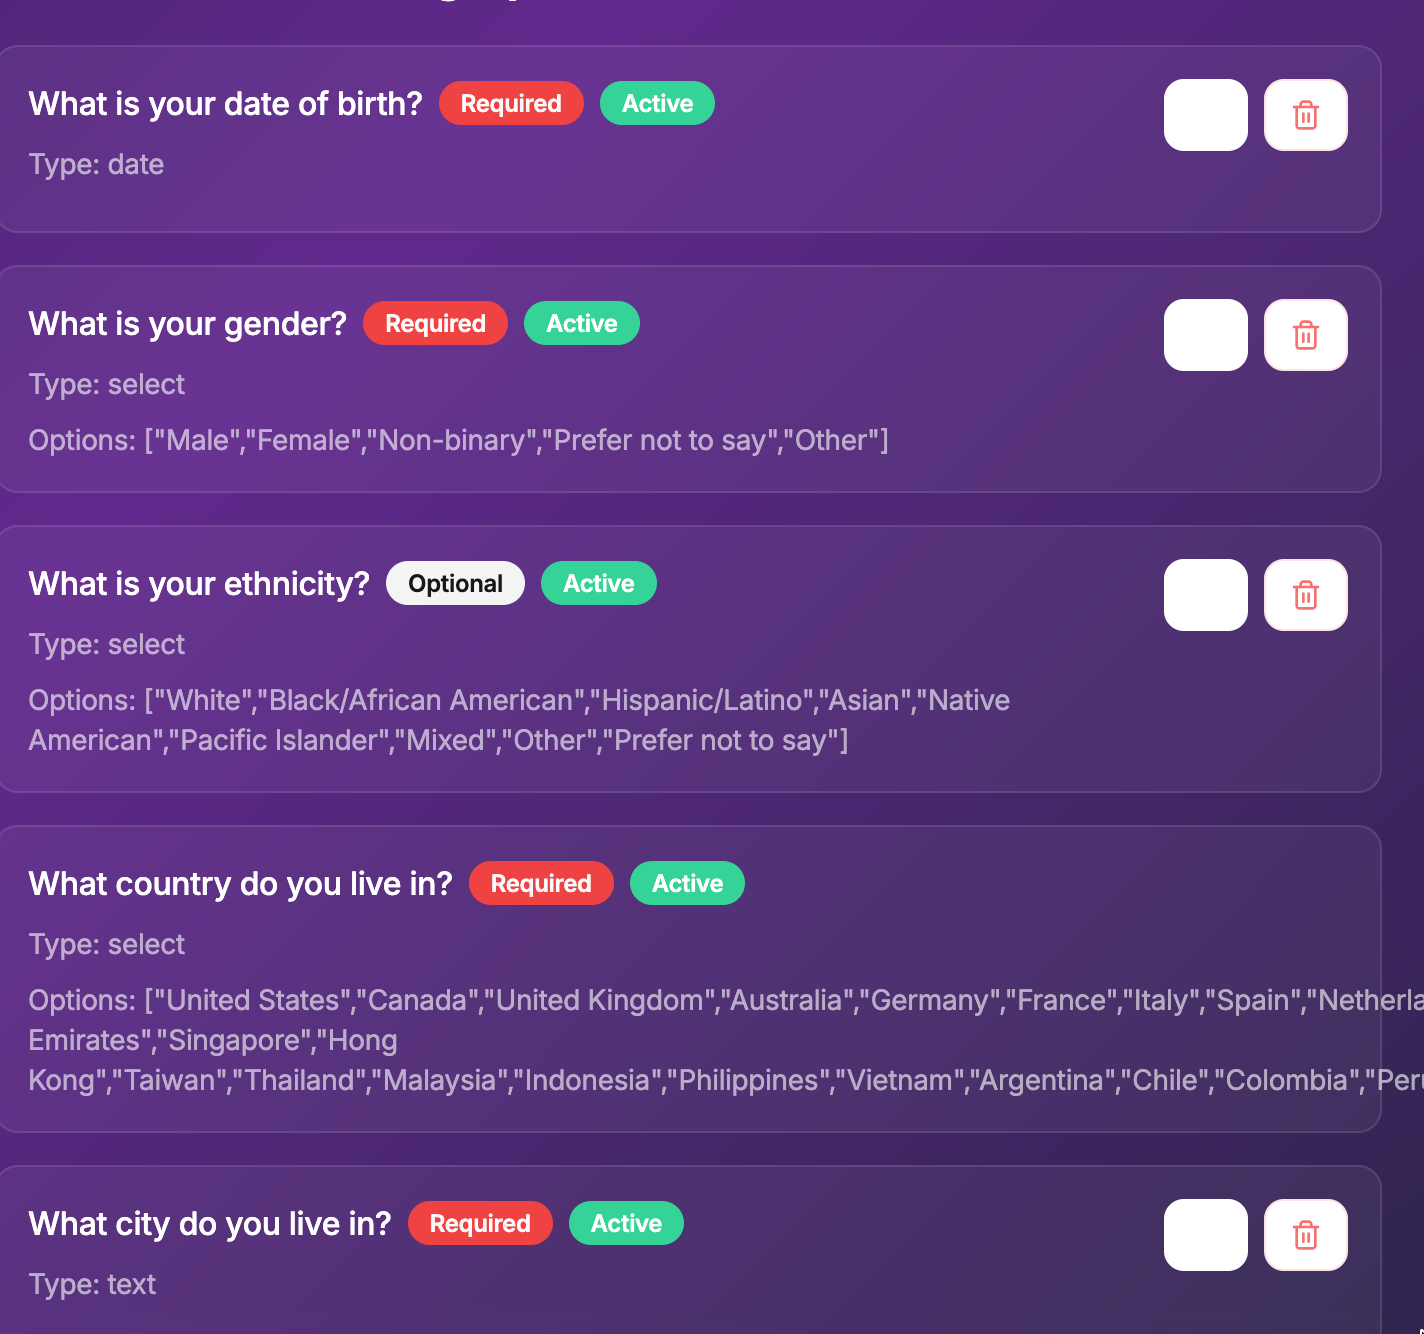 What is your date of birth? Required Active
Type: date
What is your gender? Required Active
Type: select
Options: ["Male","Female","Non-binary","Prefer not to say","Other"]
What is your ethnicity? Optional Active
Type: select
Options: ["White","Black/African American","Hispanic/Latino","Asian","Native
American","Pacific Islander","Mixed","Other","Prefer not to say"]
What country do you live in? Required Active
Type: select
Options: ["United States","Canada","United Kingdom","Australia","Germany","France","Italy","Spain","Netherla
Emirates","Singapore","Hong
Kong","Taiwan","Thailand","Malaysia","Indonesia","Philippines","Vietnam","Argentina","Chile","Colombia","Per
What city do you live in? Required Active
Type: text